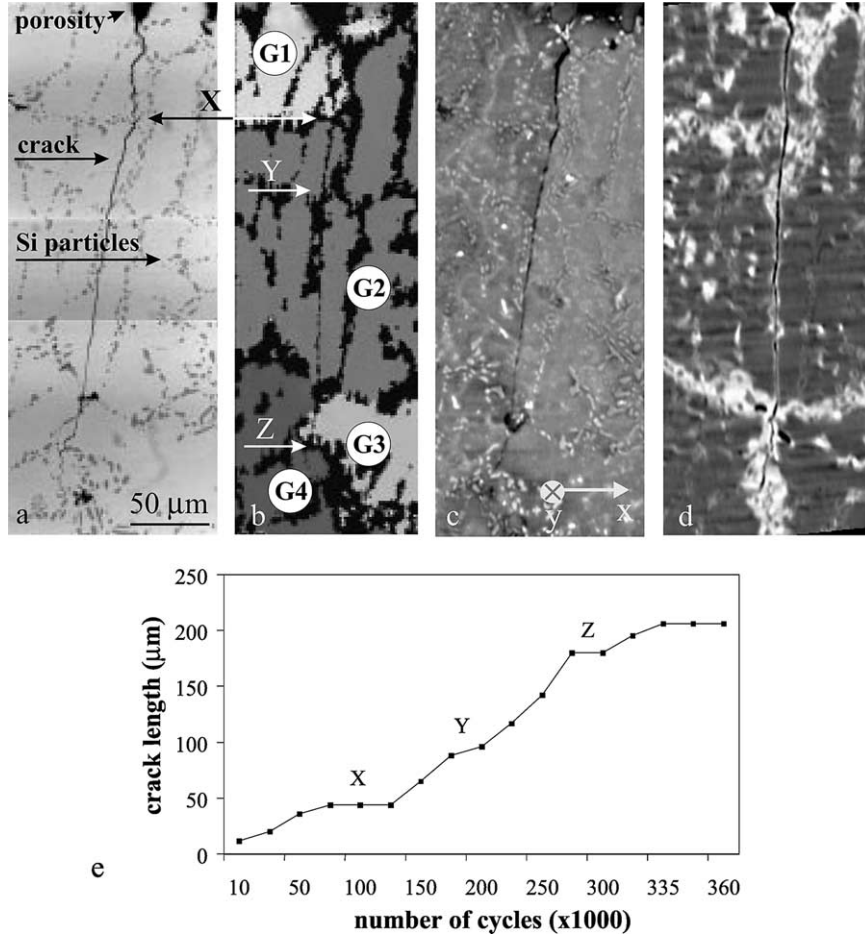 porosity
X
crack
Si particles
a
50 μm
G1
Y
G2
Z
G3
G4
b
c
y
x
d
250
200
150
100
50
0
crack length (μm)
X
Y
Z
10 50 100 150 200 250 300 335 360
number of cycles (x1000)
e